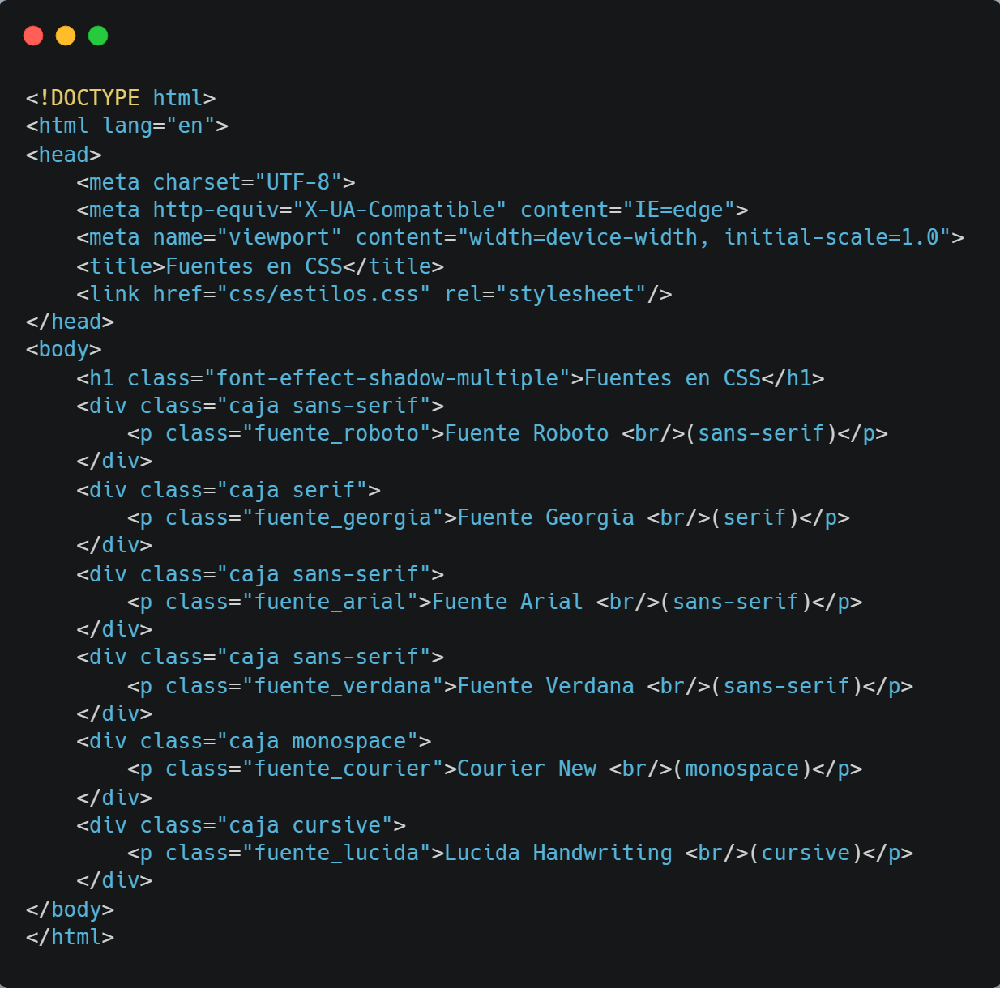 <!DOCTYPE html>
<html lang="en">
<head>
    <meta charset="UTF-8">
    <meta http-equiv="X-UA-Compatible" content="IE=edge">
    <meta name="viewport" content="width=device-width, initial-scale=1.0">
    <title>Fuentes en CSS</title>
    <link href="css/estilos.css" rel="stylesheet"/>
</head>
<body>
    <h1 class="font-effect-shadow-multiple">Fuentes en CSS</h1>
    <div class="caja sans-serif">
        <p class="fuente_roboto">Fuente Roboto <br/>(sans-serif)</p>
    </div>
    <div class="caja serif">
        <p class="fuente_georgia">Fuente Georgia <br/>(serif)</p>
    </div>
    <div class="caja sans-serif">
        <p class="fuente_arial">Fuente Arial <br/>(sans-serif)</p>
    </div>
    <div class="caja sans-serif">
        <p class="fuente_verdana">Fuente Verdana <br/>(sans-serif)</p>
    </div>
    <div class="caja monospace">
        <p class="fuente_courier">Courier New <br/>(monospace)</p>
    </div>
    <div class="caja cursive">
        <p class="fuente_lucida">Lucida Handwriting <br/>(cursive)</p>
    </div>
</body>
</html>